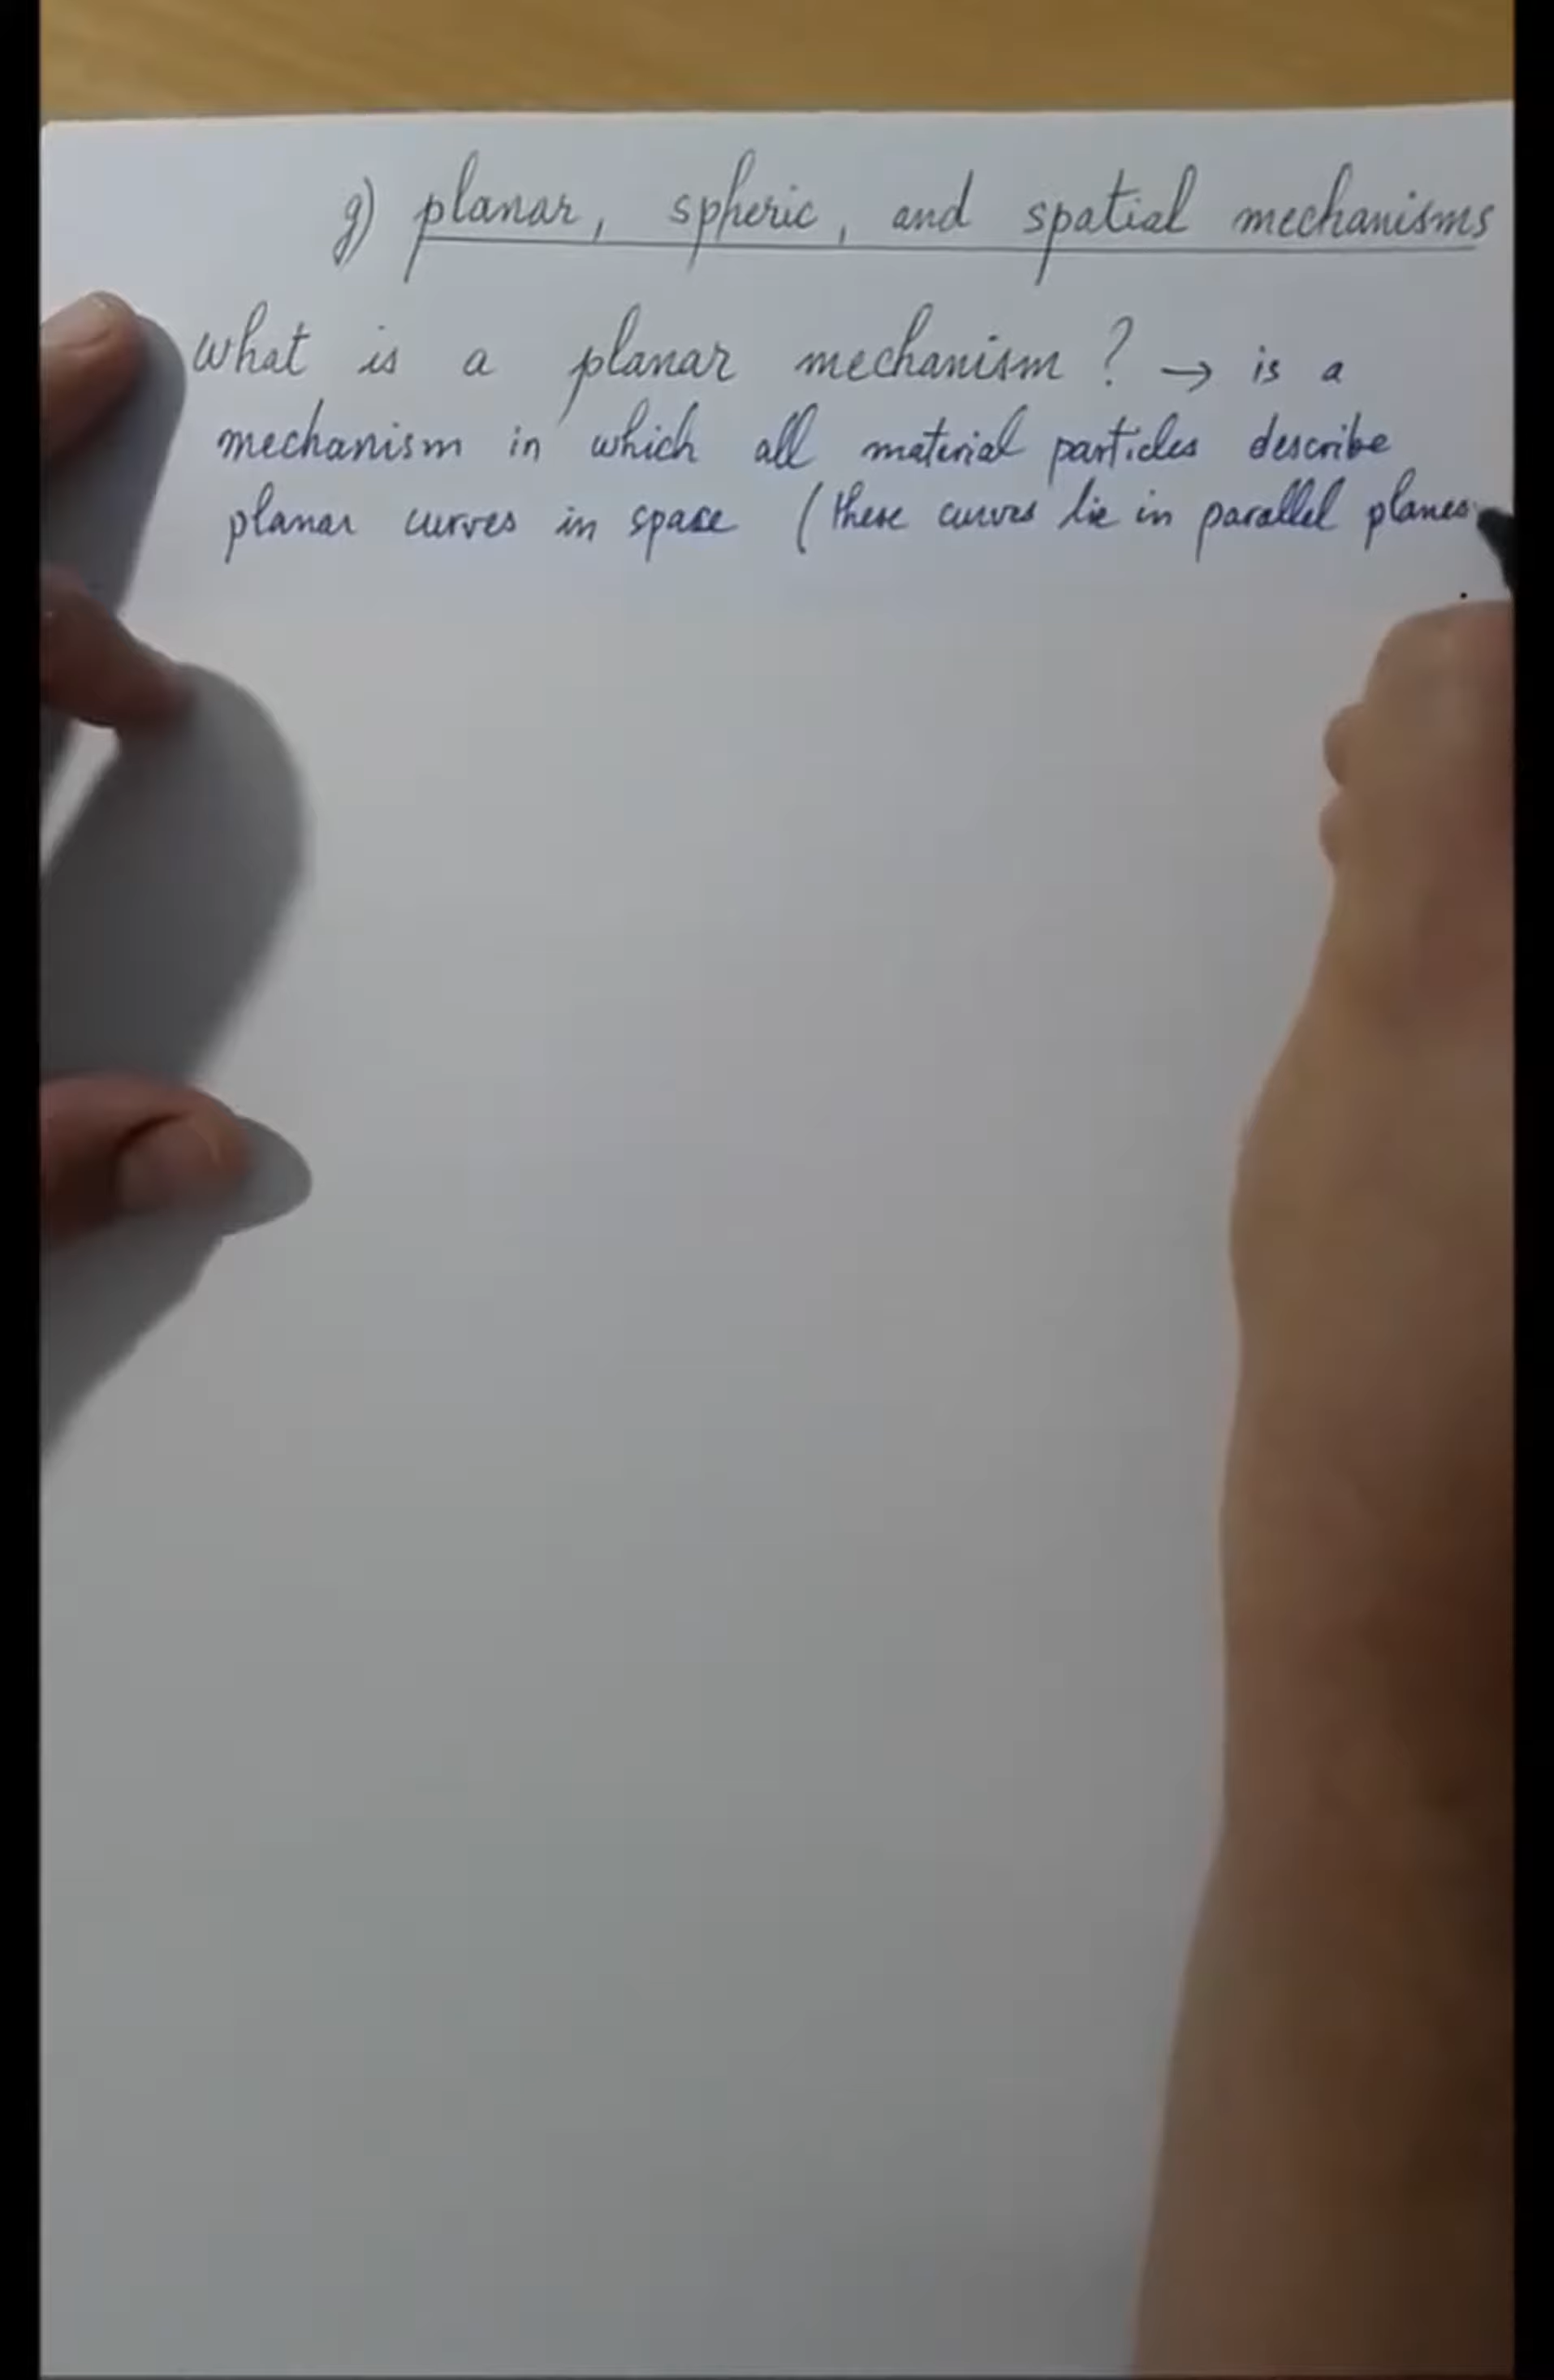 g) planar, spheric, and spatial mechanisms
what is a planar mechanism? → is a
mechanism in which all material particles describe
planar curves in space (these curves lie in parallel planes